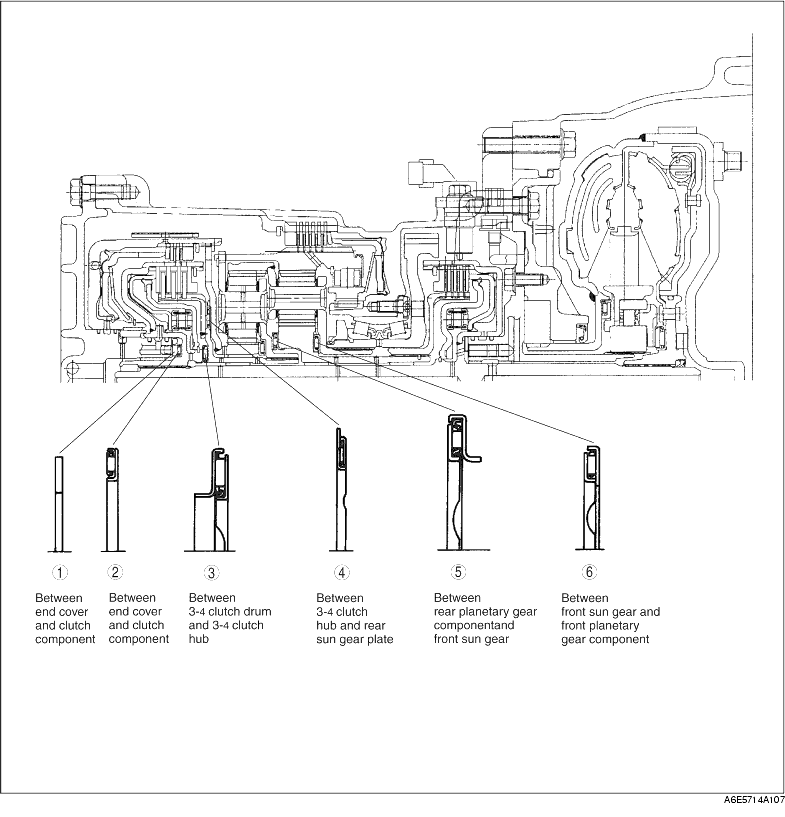 1
Between
end cover
and clutch
component
2
Between
end cover
and clutch
component
3
Between
3-4 clutch drum
and 3-4 clutch
hub
4
Between
3-4 clutch
hub and rear
sun gear plate
5
Between
rear planetary gear
componentand
front sun gear
6
Between
front sun gear and
front planetary
gear component
A6E5714A107